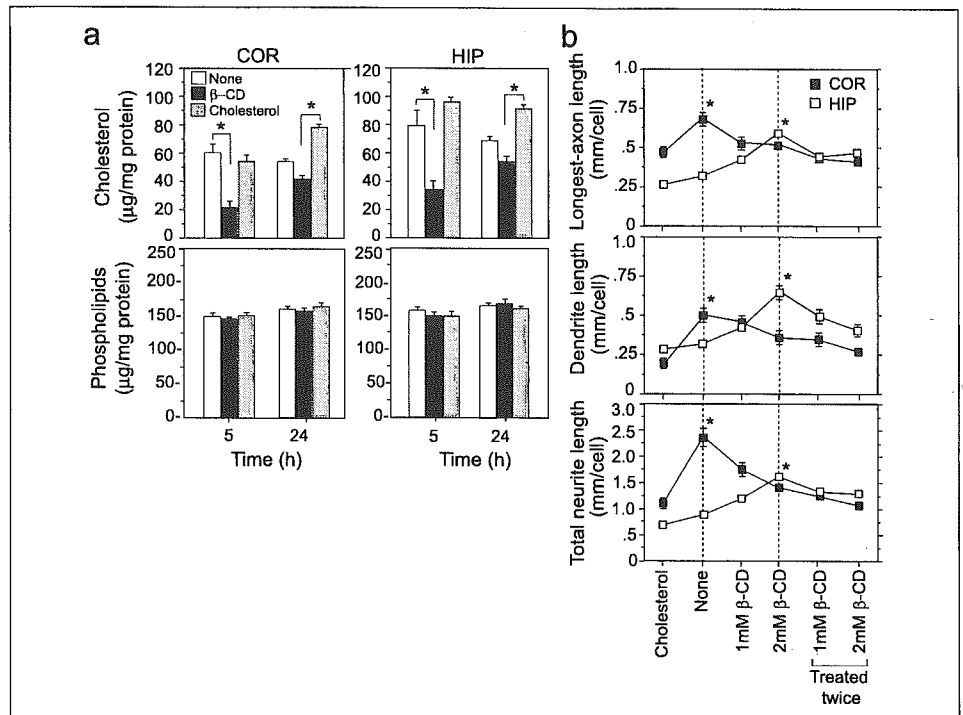 a
COR
HIP
Cholesterol
(µg/mg protein)
120
100
80
60
40
20
0
None
β–CD
Cholesterol
*
*
120
100
80
60
40
20
0
*
*
Phospholipids
(µg/mg protein)
250
200
150
100
50
0
250
200
150
100
50
0
5
24
Time (h)
5
24
Time (h)
b
Longest-axon length
(mm/cell)
1.0
.75
.5
.25
0
COR
HIP
*
*
Dendrite length
(mm/cell)
1.0
.75
.5
.25
0
*
*
Total neurite length
(mm/cell)
3.0
2.5
2.0
1.5
1.0
0.5
0
*
*
Cholesterol
None
1mM β-CD
2mM β-CD
1mM β-CD
2mM β-CD
Treated
twice